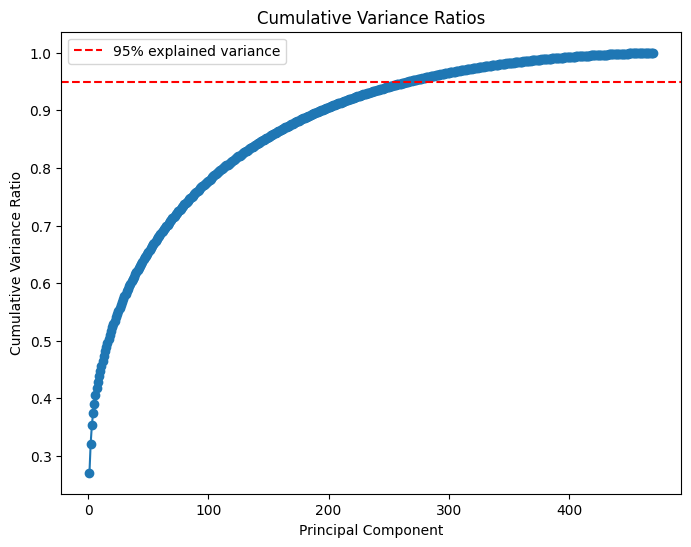 Cumulative Variance Ratios
95% explained variance
Cumulative Variance Ratio
1.0
0.9
0.8
0.7
0.6
0.5
0.4
0.3
0 100 200 300 400
Principal Component